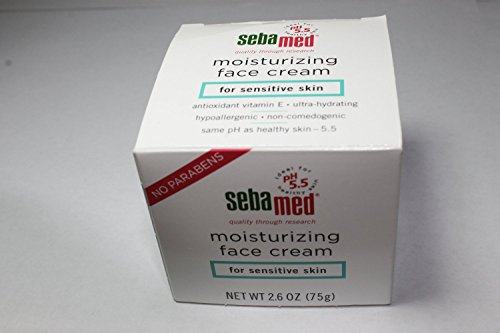 ideal for
pH 5.5
healthy skin
sebamed®
quality through research
moisturizing
face cream
for sensitive skin
antioxidant vitamin E • ultra-hydrating
hypoallergenic • non-comedogenic
same pH as healthy skin – 5.5
NO PARABENS
ideal for
pH 5.5
healthy skin
sebamed®
quality through research
moisturizing
face cream
for sensitive skin
NET WT 2.6 OZ (75g)